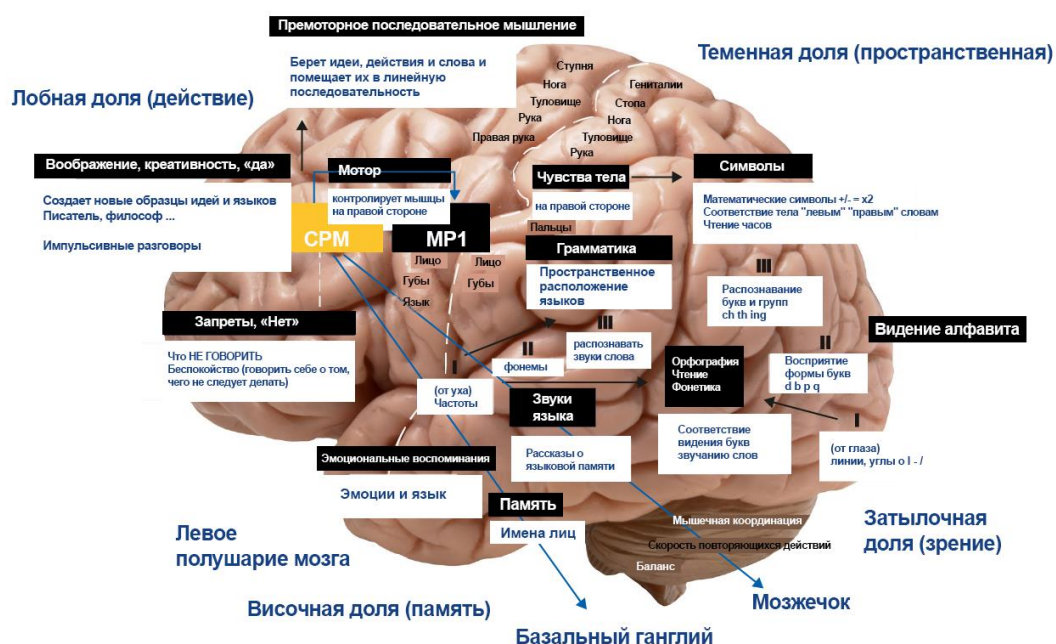 Премоторное последовательное мышление
Берет идеи, действия и слова и
помещает их в линейную
последовательность
Лобная доля (действие)
Теменная доля (пространственная)
Ступня
Нога
Туловище
Рука
Правая рука
Гениталии
Стопа
Нога
Туловище
Рука
Воображение, креативность, «да»
Создает новые образцы идей и языков
Писатель, философ ...
Импульсивные разговоры
Мотор
контролирует мышцы
на правой стороне
CPM
MP1
Чувства тела
на правой стороне
Пальцы
Символы
Математические символы +/- = x2
Соответствие тела "левым" "правым" словам
Чтение часов
Лицо
Губы
Язык
Лицо
Губы
Грамматика
Пространственное
расположение
языков
III
Распознавание
букв и групп
ch th ing
Запреты, «Нет»
Что НЕ ГОВОРИТЬ
Беспокойство (говорить себе о том,
чего не следует делать)
Видение алфавита
I
(от уха)
Частоты
II
фонемы
III
распознавать
звуки слова
Звуки
языка
Рассказы о
языковой памяти
Орфография
Чтение
Фонетика
Соответствие
видения букв
звучанию слов
II
Восприятие
формы букв
d b p q
I
(от глаза)
линии, углы o l - /
Эмоциональные воспоминания
Эмоции и язык
Память
Имена лиц
Мышечная координация
Скорость повторяющихся действий
Баланс
Левое
полушарие мозга
Затылочная
доля (зрение)
Височная доля (память)
Мозжечок
Базальный ганглий